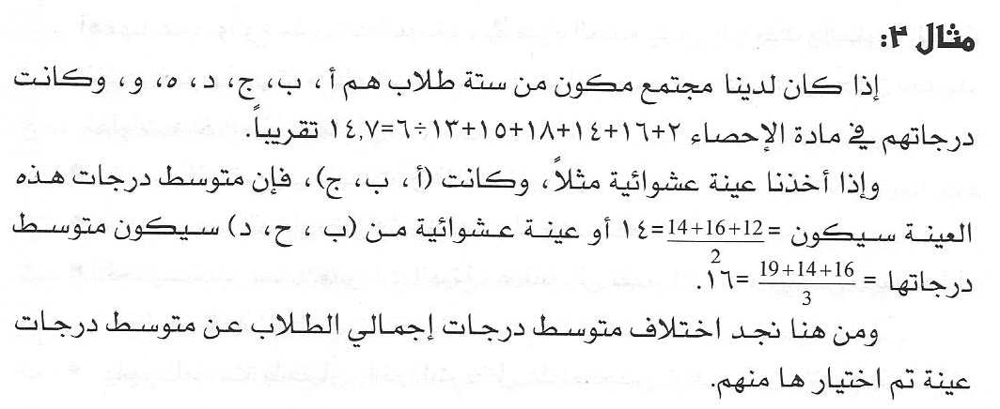 مثال ٣:
إذا كان لدينا مجتمع مكون من ستة طلاب هم أ ، ب، ج، د، ٥، و، وكانت
درجاتهم في مادة الإحصاء ٢+١٦+١٤+١٨+١٥+١٣÷٦=١٤,٧ تقريباً.
وإذا أخذنا عينة عشوائية مثلاً، وكانت (أ ، ب، ج)، فإن متوسط درجات هذه
العينة سيكون = 14+16+12/2 =١٤ أو عينة عشوائية من (ب ، ح، د) سيكون متوسط
درجاتها = 19+14+16/3 =١٦.
ومن هنا نجد اختلاف متوسط درجات إجمالي الطلاب عن متوسط درجات
عينة تم اختيار ها منهم.